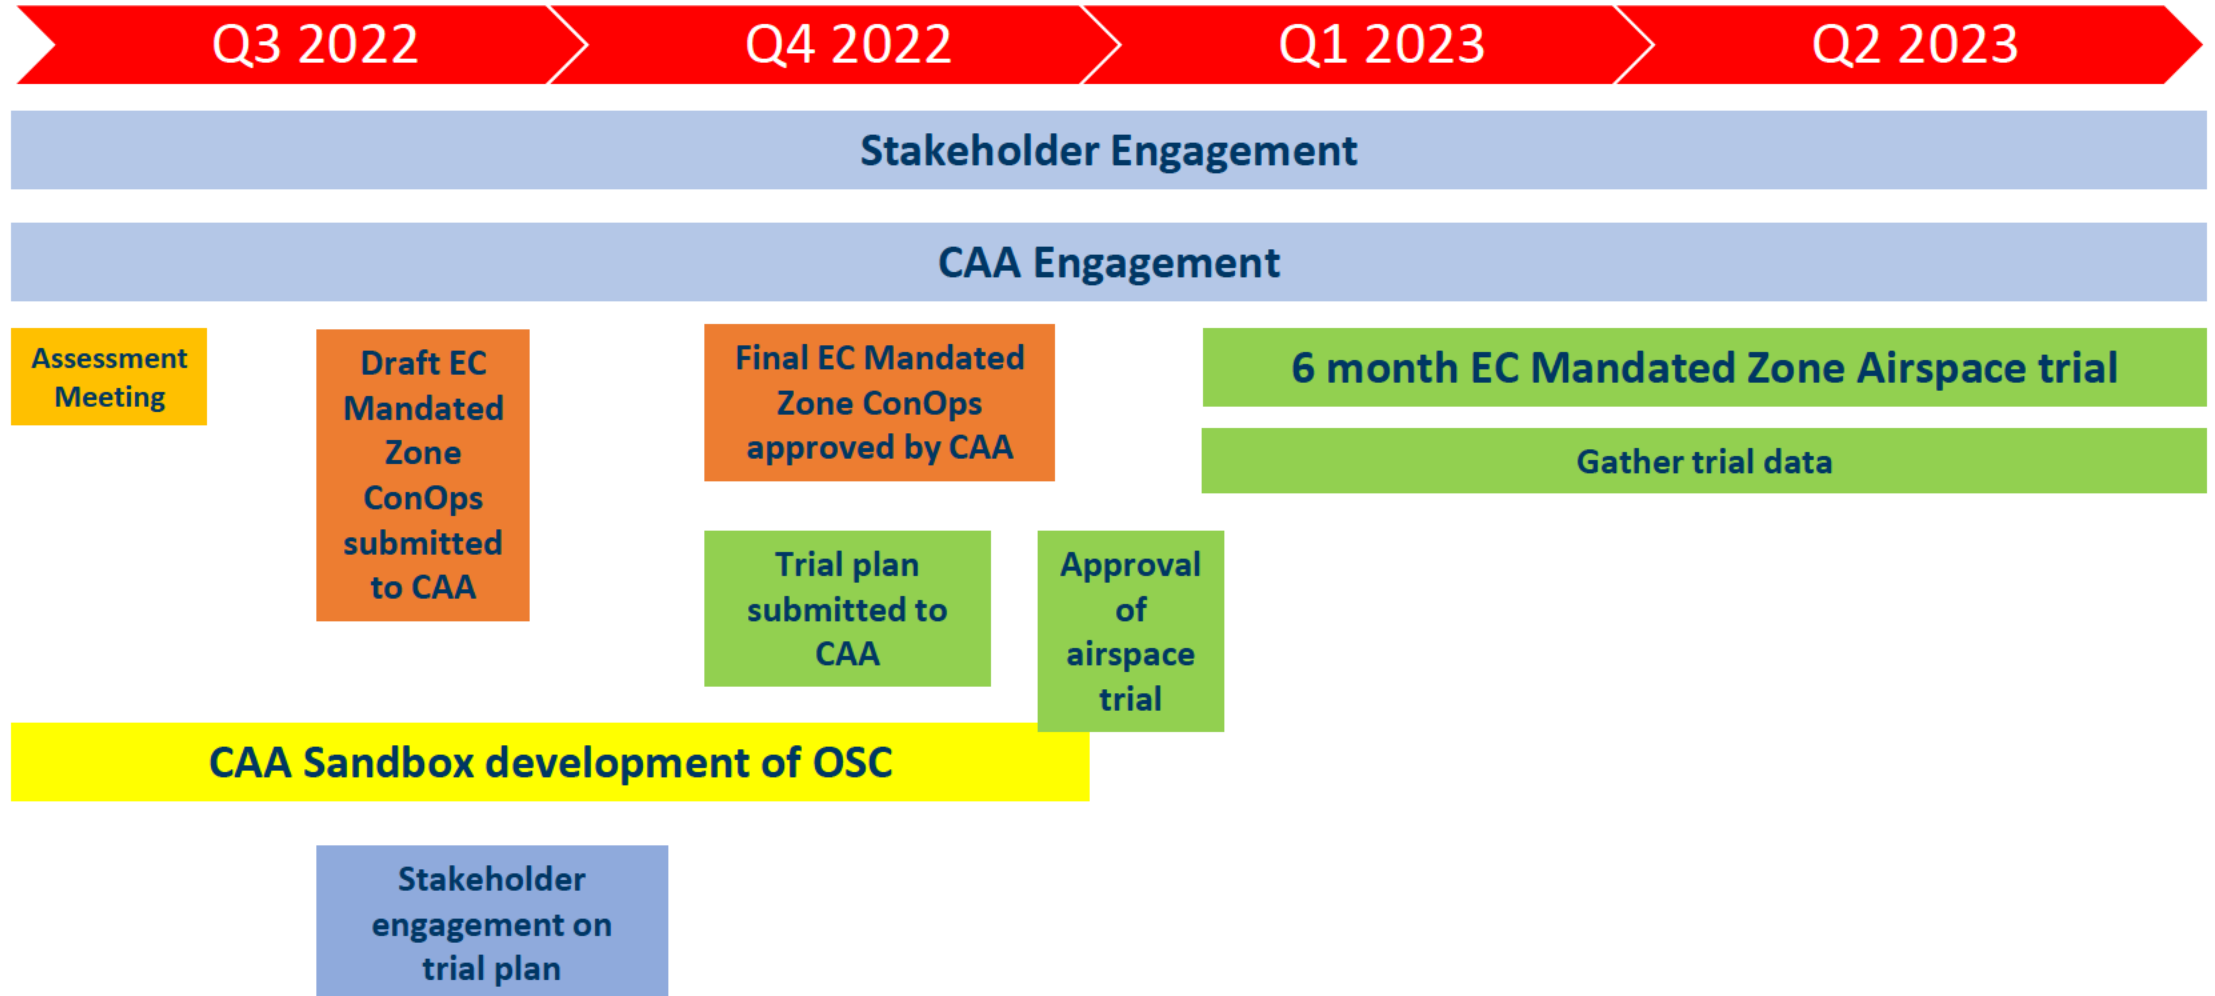 Q3 2022
Q4 2022
Q1 2023
Q2 2023
Stakeholder Engagement
CAA Engagement
Assessment
Meeting
Draft EC
Mandated
Zone
ConOps
submitted
to CAA
Final EC Mandated
Zone ConOps
approved by CAA
6 month EC Mandated Zone Airspace trial
Gather trial data
Trial plan
submitted to
CAA
Approval
of
airspace
trial
CAA Sandbox development of OSC
Stakeholder
engagement on
trial plan